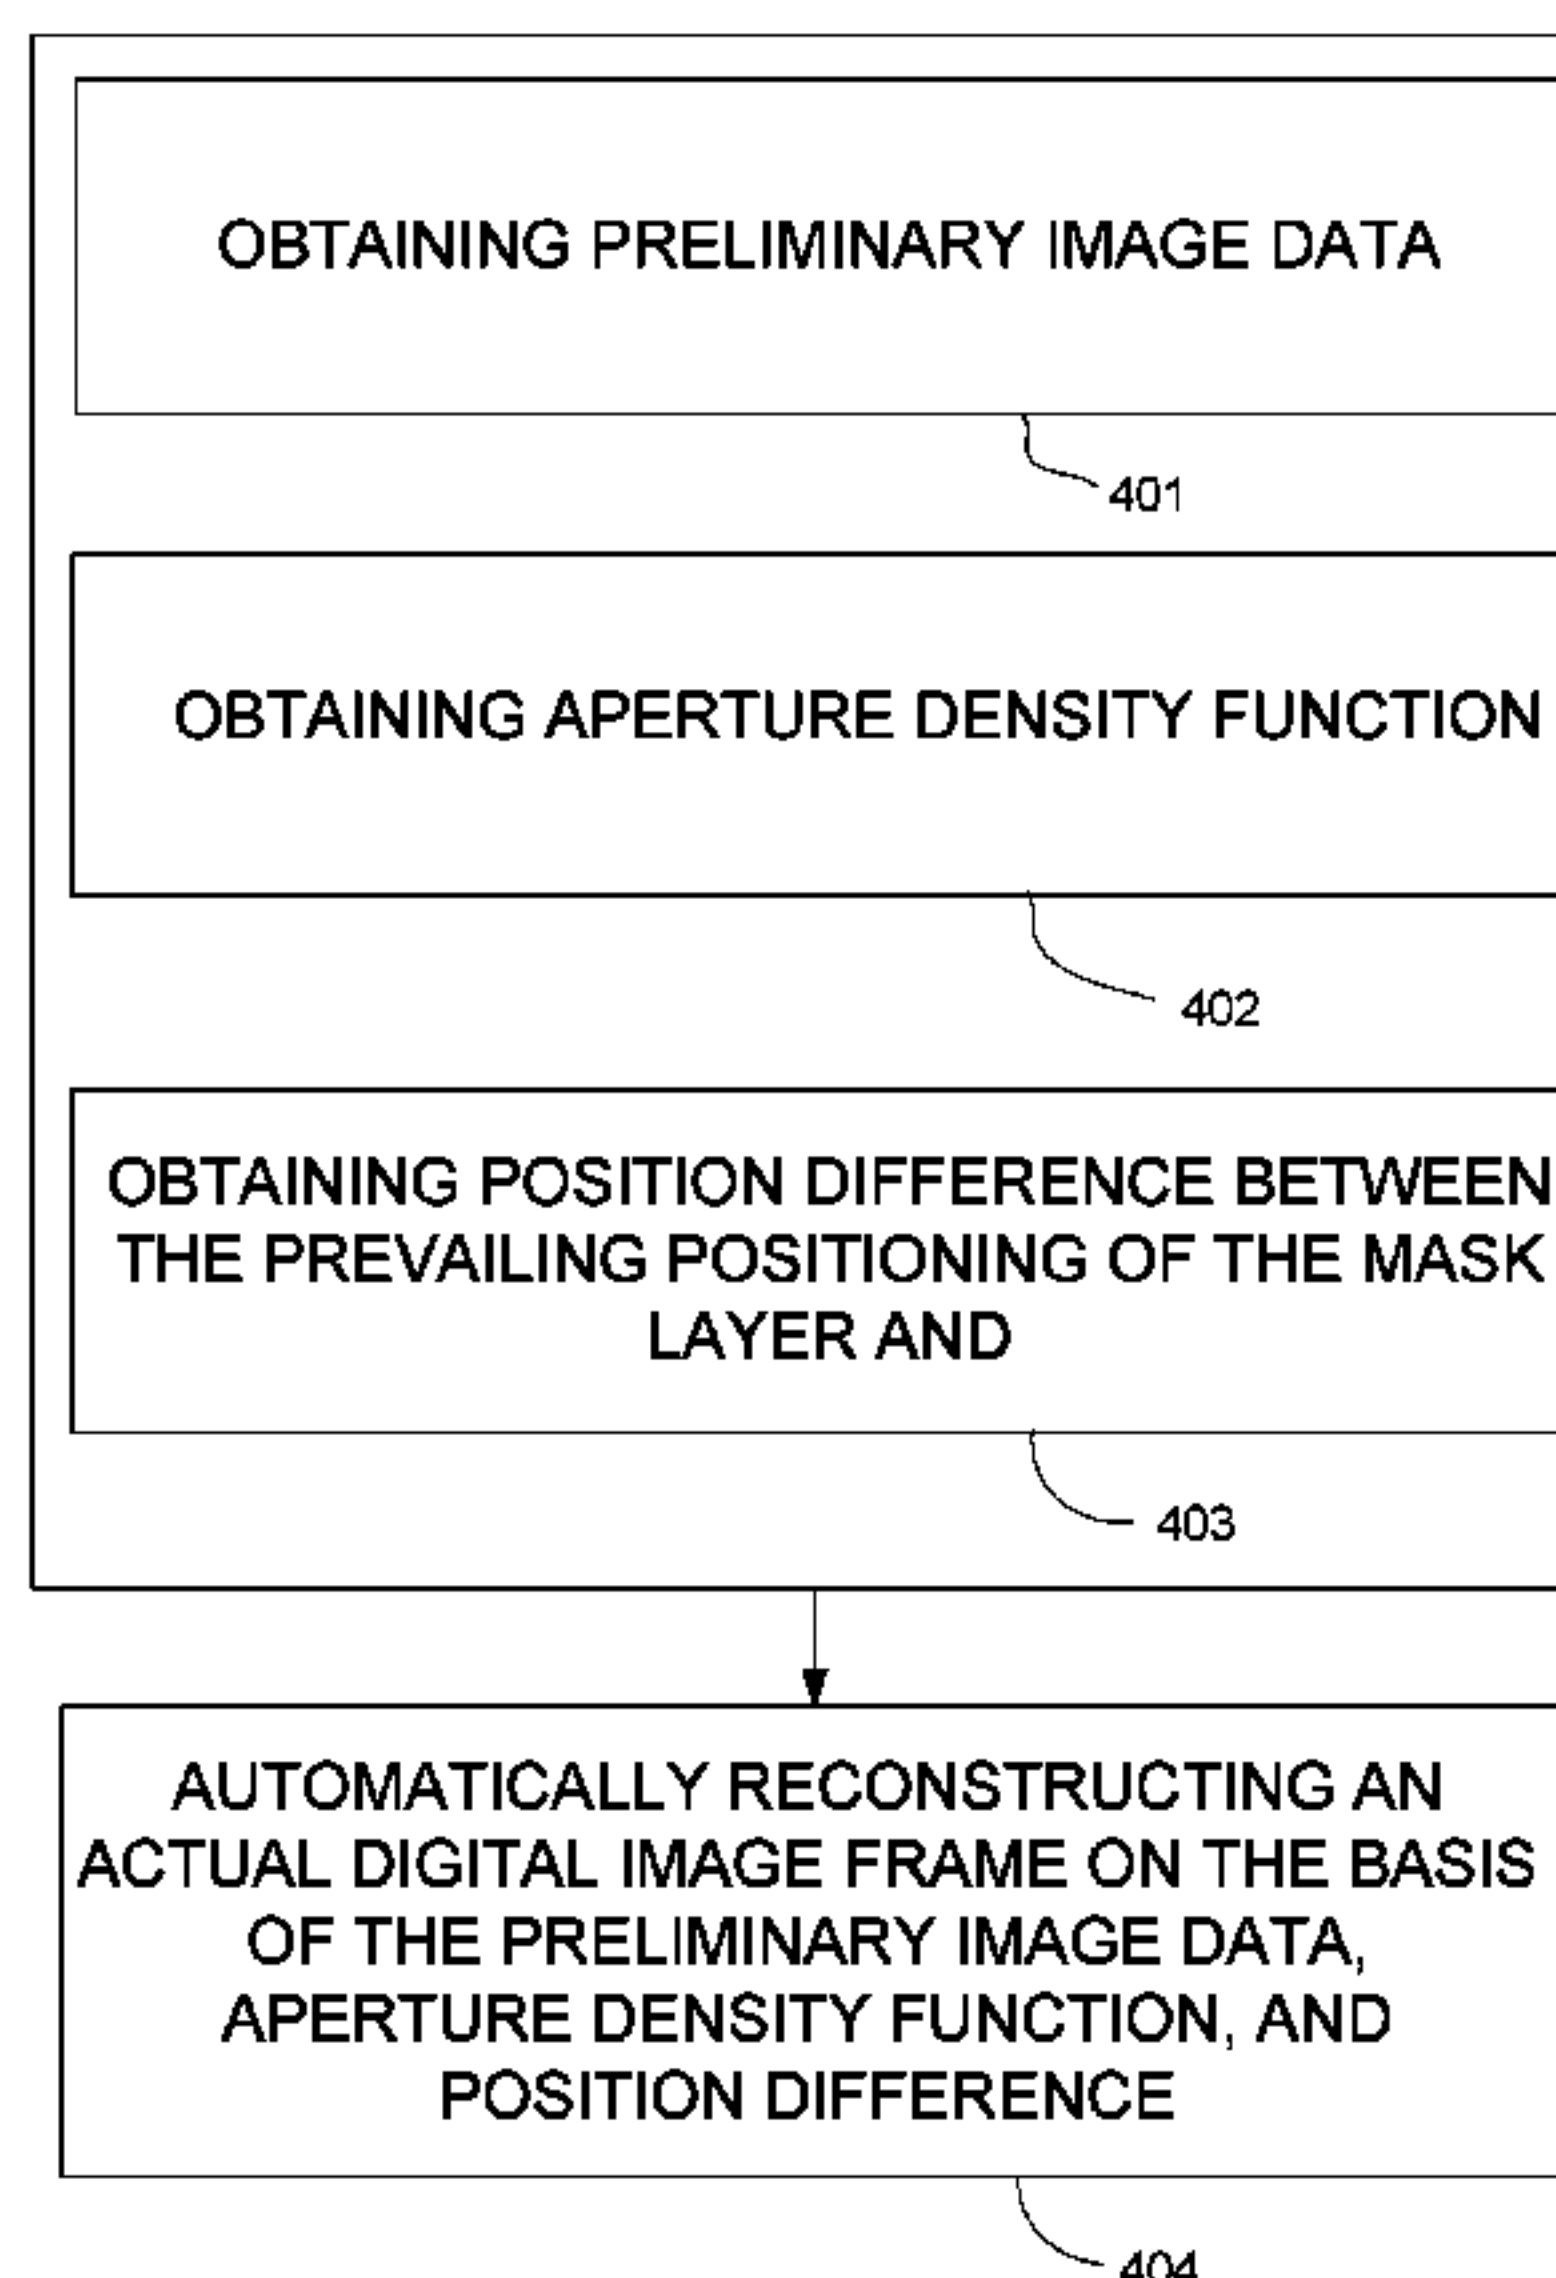 OBTAINING PRELIMINARY IMAGE DATA
401
OBTAINING APERTURE DENSITY FUNCTION
402
OBTAINING POSITION DIFFERENCE BETWEEN
THE PREVAILING POSITIONING OF THE MASK
LAYER AND
403
AUTOMATICALLY RECONSTRUCTING AN
ACTUAL DIGITAL IMAGE FRAME ON THE BASIS
OF THE PRELIMINARY IMAGE DATA,
APERTURE DENSITY FUNCTION, AND
POSITION DIFFERENCE
404